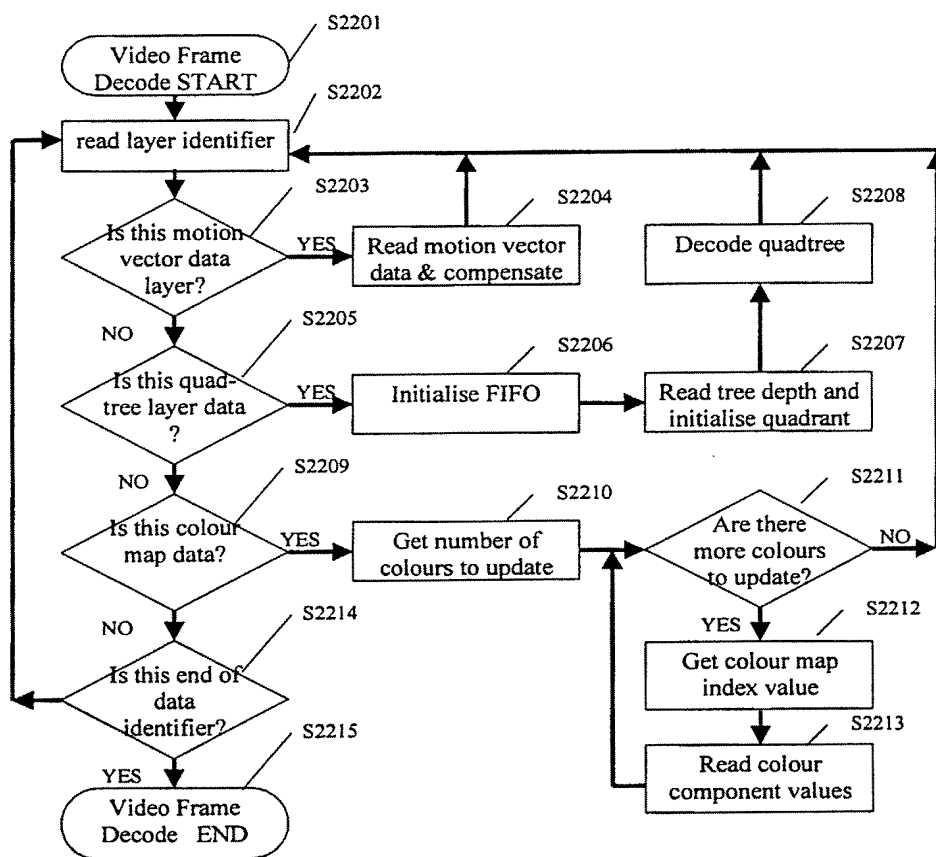 S2201
Video Frame
Decode START
S2202
read layer identifier
S2203
Is this motion
vector data
layer?
YES
S2204
Read motion vector
data & compensate
S2208
Decode quadtree
NO
S2205
Is this quad-
tree layer data
?
YES
S2206
Initialise FIFO
S2207
Read tree depth and
initialise quadrant
NO
S2209
Is this colour
map data?
YES
S2210
Get number of
colours to update
S2211
Are there
more colours
to update?
NO
YES
S2212
Get colour map
index value
S2213
Read colour
component values
NO
S2214
Is this end of
data
identifier?
YES
S2215
Video Frame
Decode END